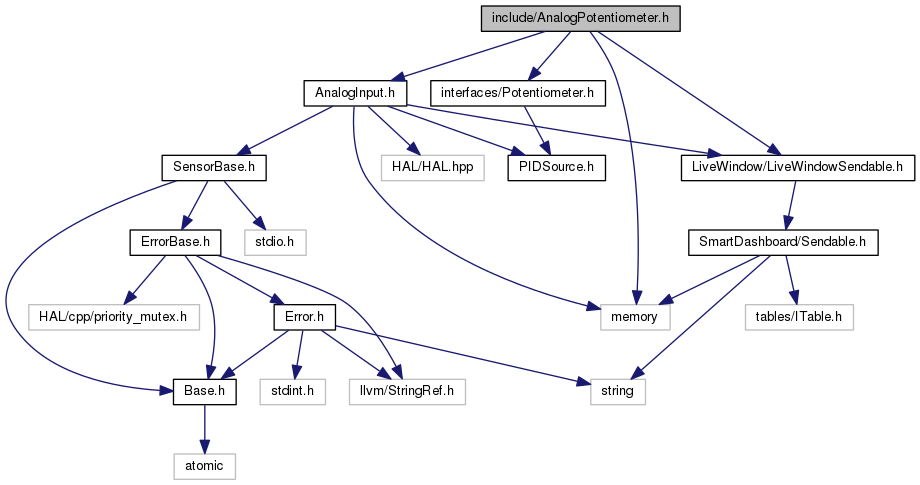 include/AnalogPotentiometer.h
AnalogInput.h
interfaces/Potentiometer.h
SensorBase.h
HAL/HAL.hpp
PIDSource.h
LiveWindow/LiveWindowSendable.h
ErrorBase.h
stdio.h
SmartDashboard/Sendable.h
HAL/cpp/priority_mutex.h
Error.h
memory
tables/ITable.h
Base.h
stdint.h
llvm/StringRef.h
string
atomic